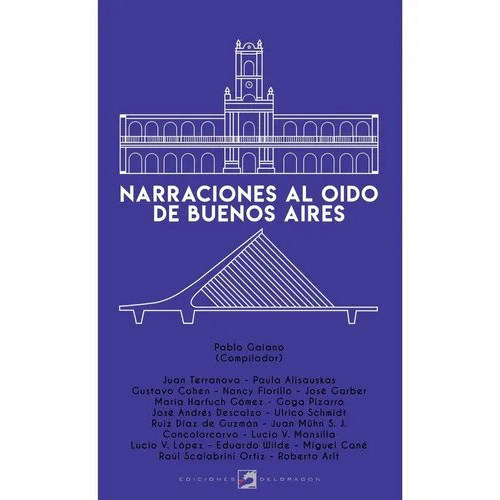 NARRACIONES AL OIDO
DE BUENOS AIRES
Pablo Gaiano
(Compilador)
Juan Terranova - Paula Alisauskas
Gustavo Cohen - Nancy Fiorillo - José Garber
María Harfuch Gómez - Goga Pizarro
José Andrés Descalzo - Ulrico Schmidt
Ruiz Díaz de Guzmán - Juan Mühn S. J.
Concolorcorvo - Lucio V. Mansilla
Lucio V. López - Eduardo Wilde - Miguel Cané
Raúl Scalabrini Ortiz - Roberto Arlt
EDICIONES DELDRAGON